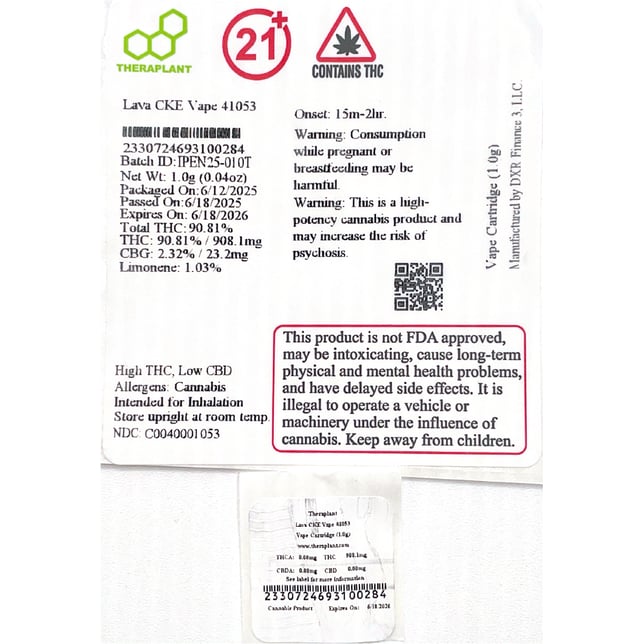 THERAPLANT
21+
CONTAINS THC
Lava CKE Vape 41053
2330724693100284
Batch ID:IPEN25-010T
Net Wt: 1.0g (0.04oz)
Packaged On:6/12/2025
Passed On:6/18/2025
Expires On: 6/18/2026
Total THC: 90.81%
THC: 90.81% / 908.1mg
CBG: 2.32% / 23.2mg
Limonene: 1.03%
High THC, Low CBD
Allergens: Cannabis
Intended for Inhalation
Store upright at room temp.
NDC: C0040001053
Onset: 15m-2hr.
Warning: Consumption
while pregnant or
breastfeeding may be
harmful.
Warning: This is a high-
potency cannabis product and
may increase the risk of
psychosis.
Vape Cartridge (1.0g)
Manufactured by DXR Finance 3, LLC.
This product is not FDA approved,
may be intoxicating, cause long-term
physical and mental health problems,
and have delayed side effects. It is
illegal to operate a vehicle or
machinery under the influence of
cannabis. Keep away from children.
Theraplant
Lava CKE Vape 41053
Vape Cartridge (1.0g)
www.theraplant.com
THCA: 0.00mg THC 908.1mg
CBDA: 0.00mg CBD 0.00mg
See label for more information
2330724693100284
Cannabis Product Expires On: 6/18/2026